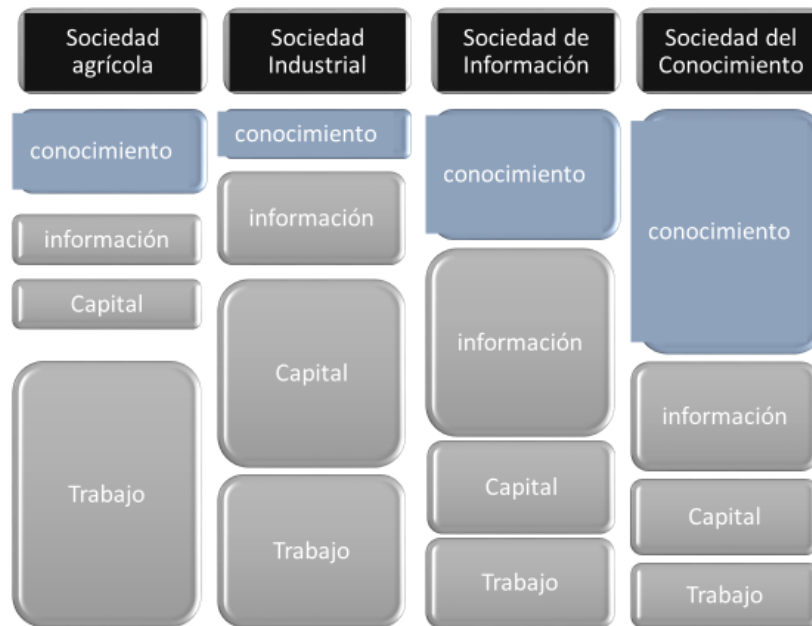 Sociedad
agrícola
conocimiento
información
Capital
Trabajo
Sociedad
Industrial
conocimiento
información
Capital
Trabajo
Sociedad de
Información
conocimiento
información
Capital
Trabajo
Sociedad del
Conocimiento
conocimiento
información
Capital
Trabajo